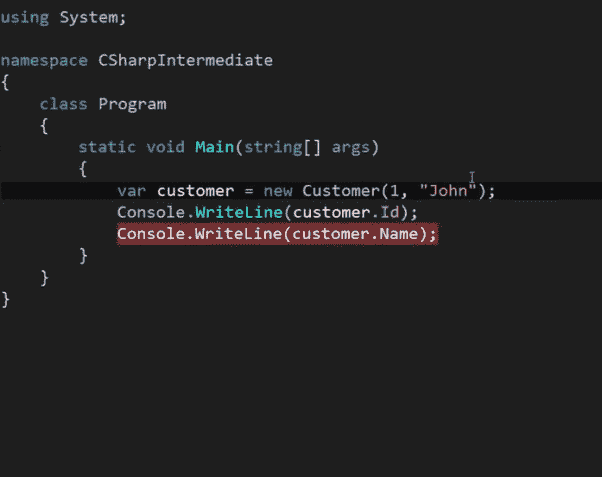 using System;
namespace CSharpIntermediate
{
class Program
{
static void Main(string[] args)
{
var customer = new Customer(1, "John");
Console.WriteLine(customer.Id);
Console.WriteLine(customer.Name);
}
}
}